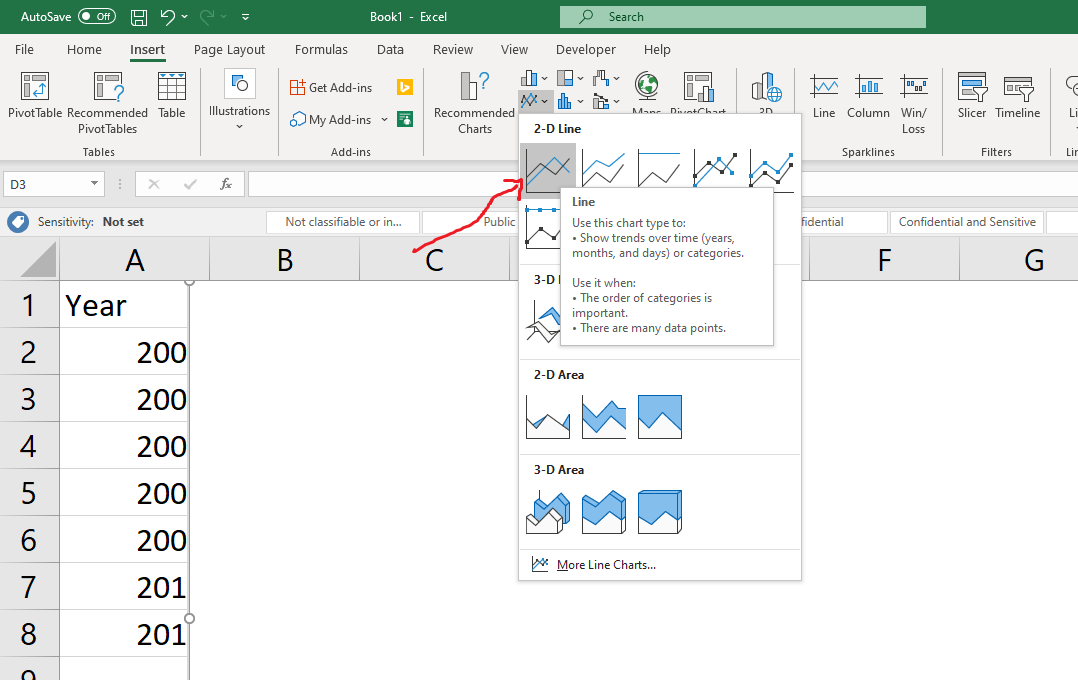 AutoSave Off Book1 - Excel Search
File Home Insert Page Layout Formulas Data Review View Developer Help
PivotTable Recommended PivotTables Table
Tables
Illustrations
Get Add-ins
My Add-ins
Add-ins
Recommended Charts
Maps PivotChart
3D
Line Column Win/Loss
Sparklines
Slicer Timeline
Filters
D3
fx
Sensitivity: Not set
Not classifiable or in...
Public
Confidential and Sensitive
A B C F G
1 Year
2 200
3 200
4 200
5 200
6 200
7 201
8 201
9
2-D Line
Line
Use this chart type to:
• Show trends over time (years,
months, and days) or categories.
Use it when:
• The order of categories is
important.
• There are many data points.
2-D Area
3-D Area
More Line Charts...